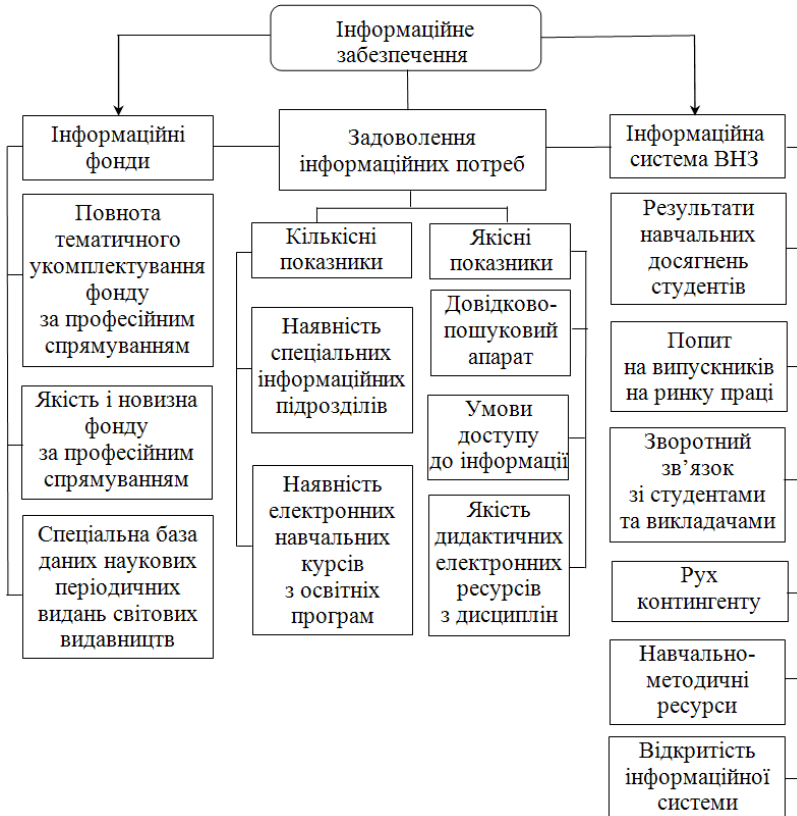 Інформаційне
забезпечення
Інформаційні
фонди
Задоволення
інформаційних потреб
Інформаційна
система ВНЗ
Повнота
тематичного
укомплектування
фонду
за професійним
спрямуванням
Якість і новизна
фонду
за професійним
спрямуванням
Спеціальна база
даних наукових
періодичних
видань світових
видавництв
Кількісні
показники
Наявність
спеціальних
інформаційних
підрозділів
Наявність
електронних
навчальних
курсів
з освітніх
програм
Якісні
показники
Довідково-
пошуковий
апарат
Умови
доступу
до інформації
Якість
дидактичних
електронних
ресурсів
з дисциплін
Результати
навчальних
досягнень
студентів
Попит
на випускників
на ринку праці
Зворотний
зв’язок
зі студентами
та викладачами
Рух
контингенту
Навчально-
методичні
ресурси
Відкритість
інформаційної
системи